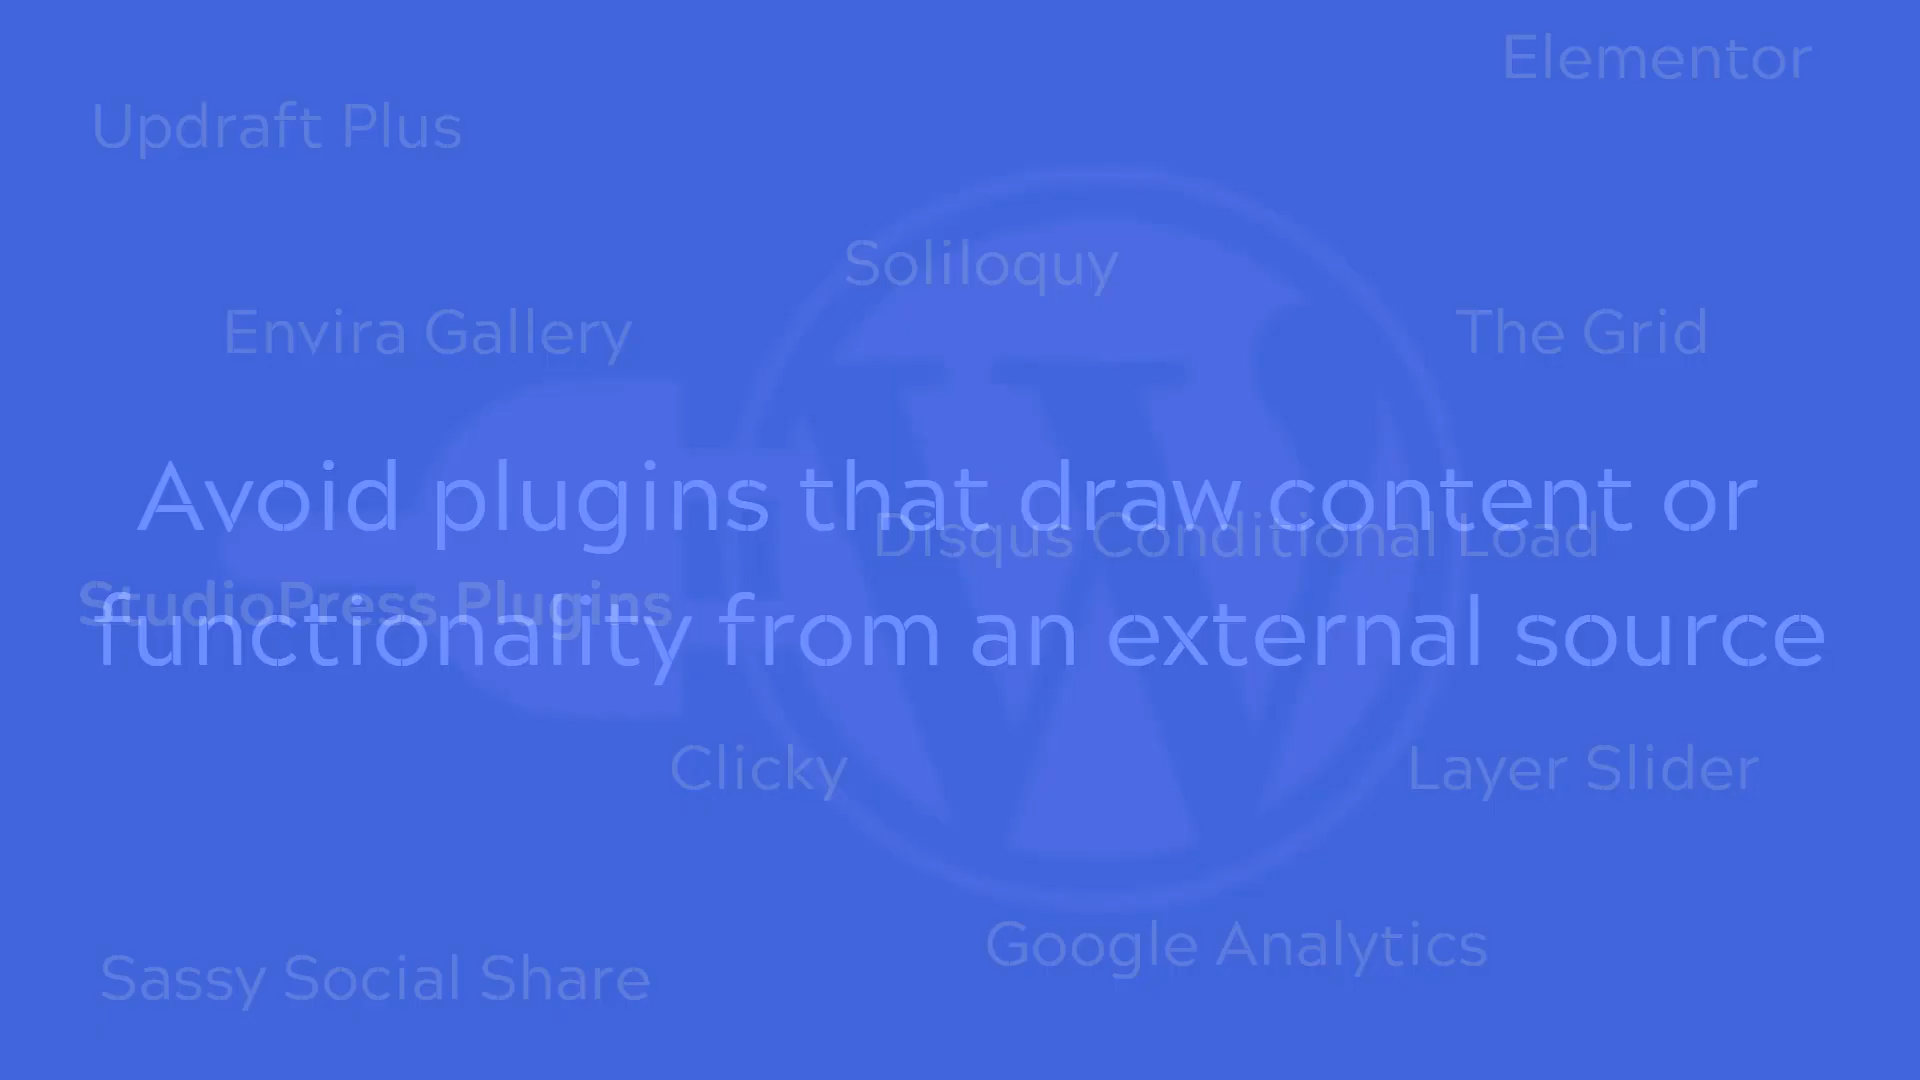 Elementor
Updraft Plus
Soliloquy
Envira Gallery
The Grid
Avoid plugins that draw content or
Disqus Conditional Load
StudioPress Plugins
functionality from an external source
Clicky
Layer Slider
Google Analytics
Sassy Social Share